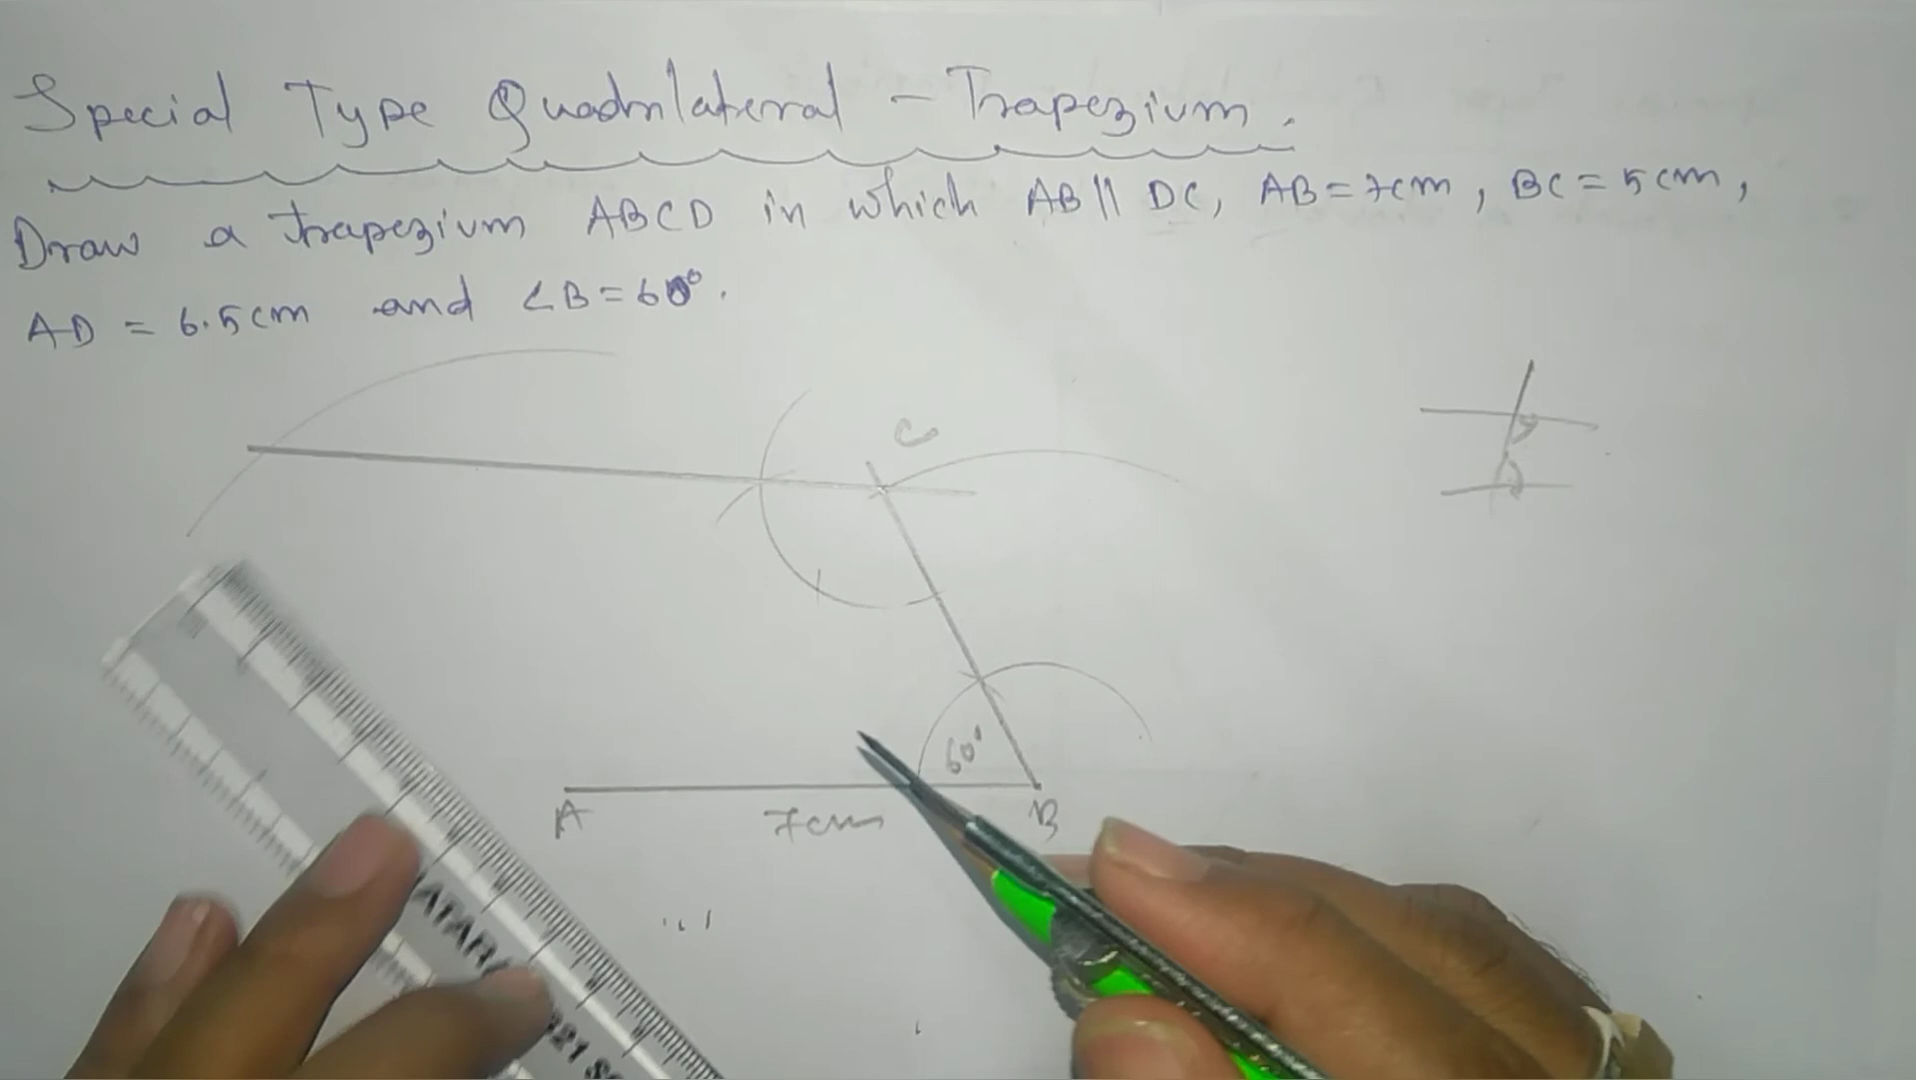 Special Type Quadrilateral - Trapezium.
Draw a trapezium ABCD in which AB || DC, AB = 7cm, BC = 5cm,
AD = 6.5cm and ∠B = 60°.
C
60°
A 7cm B